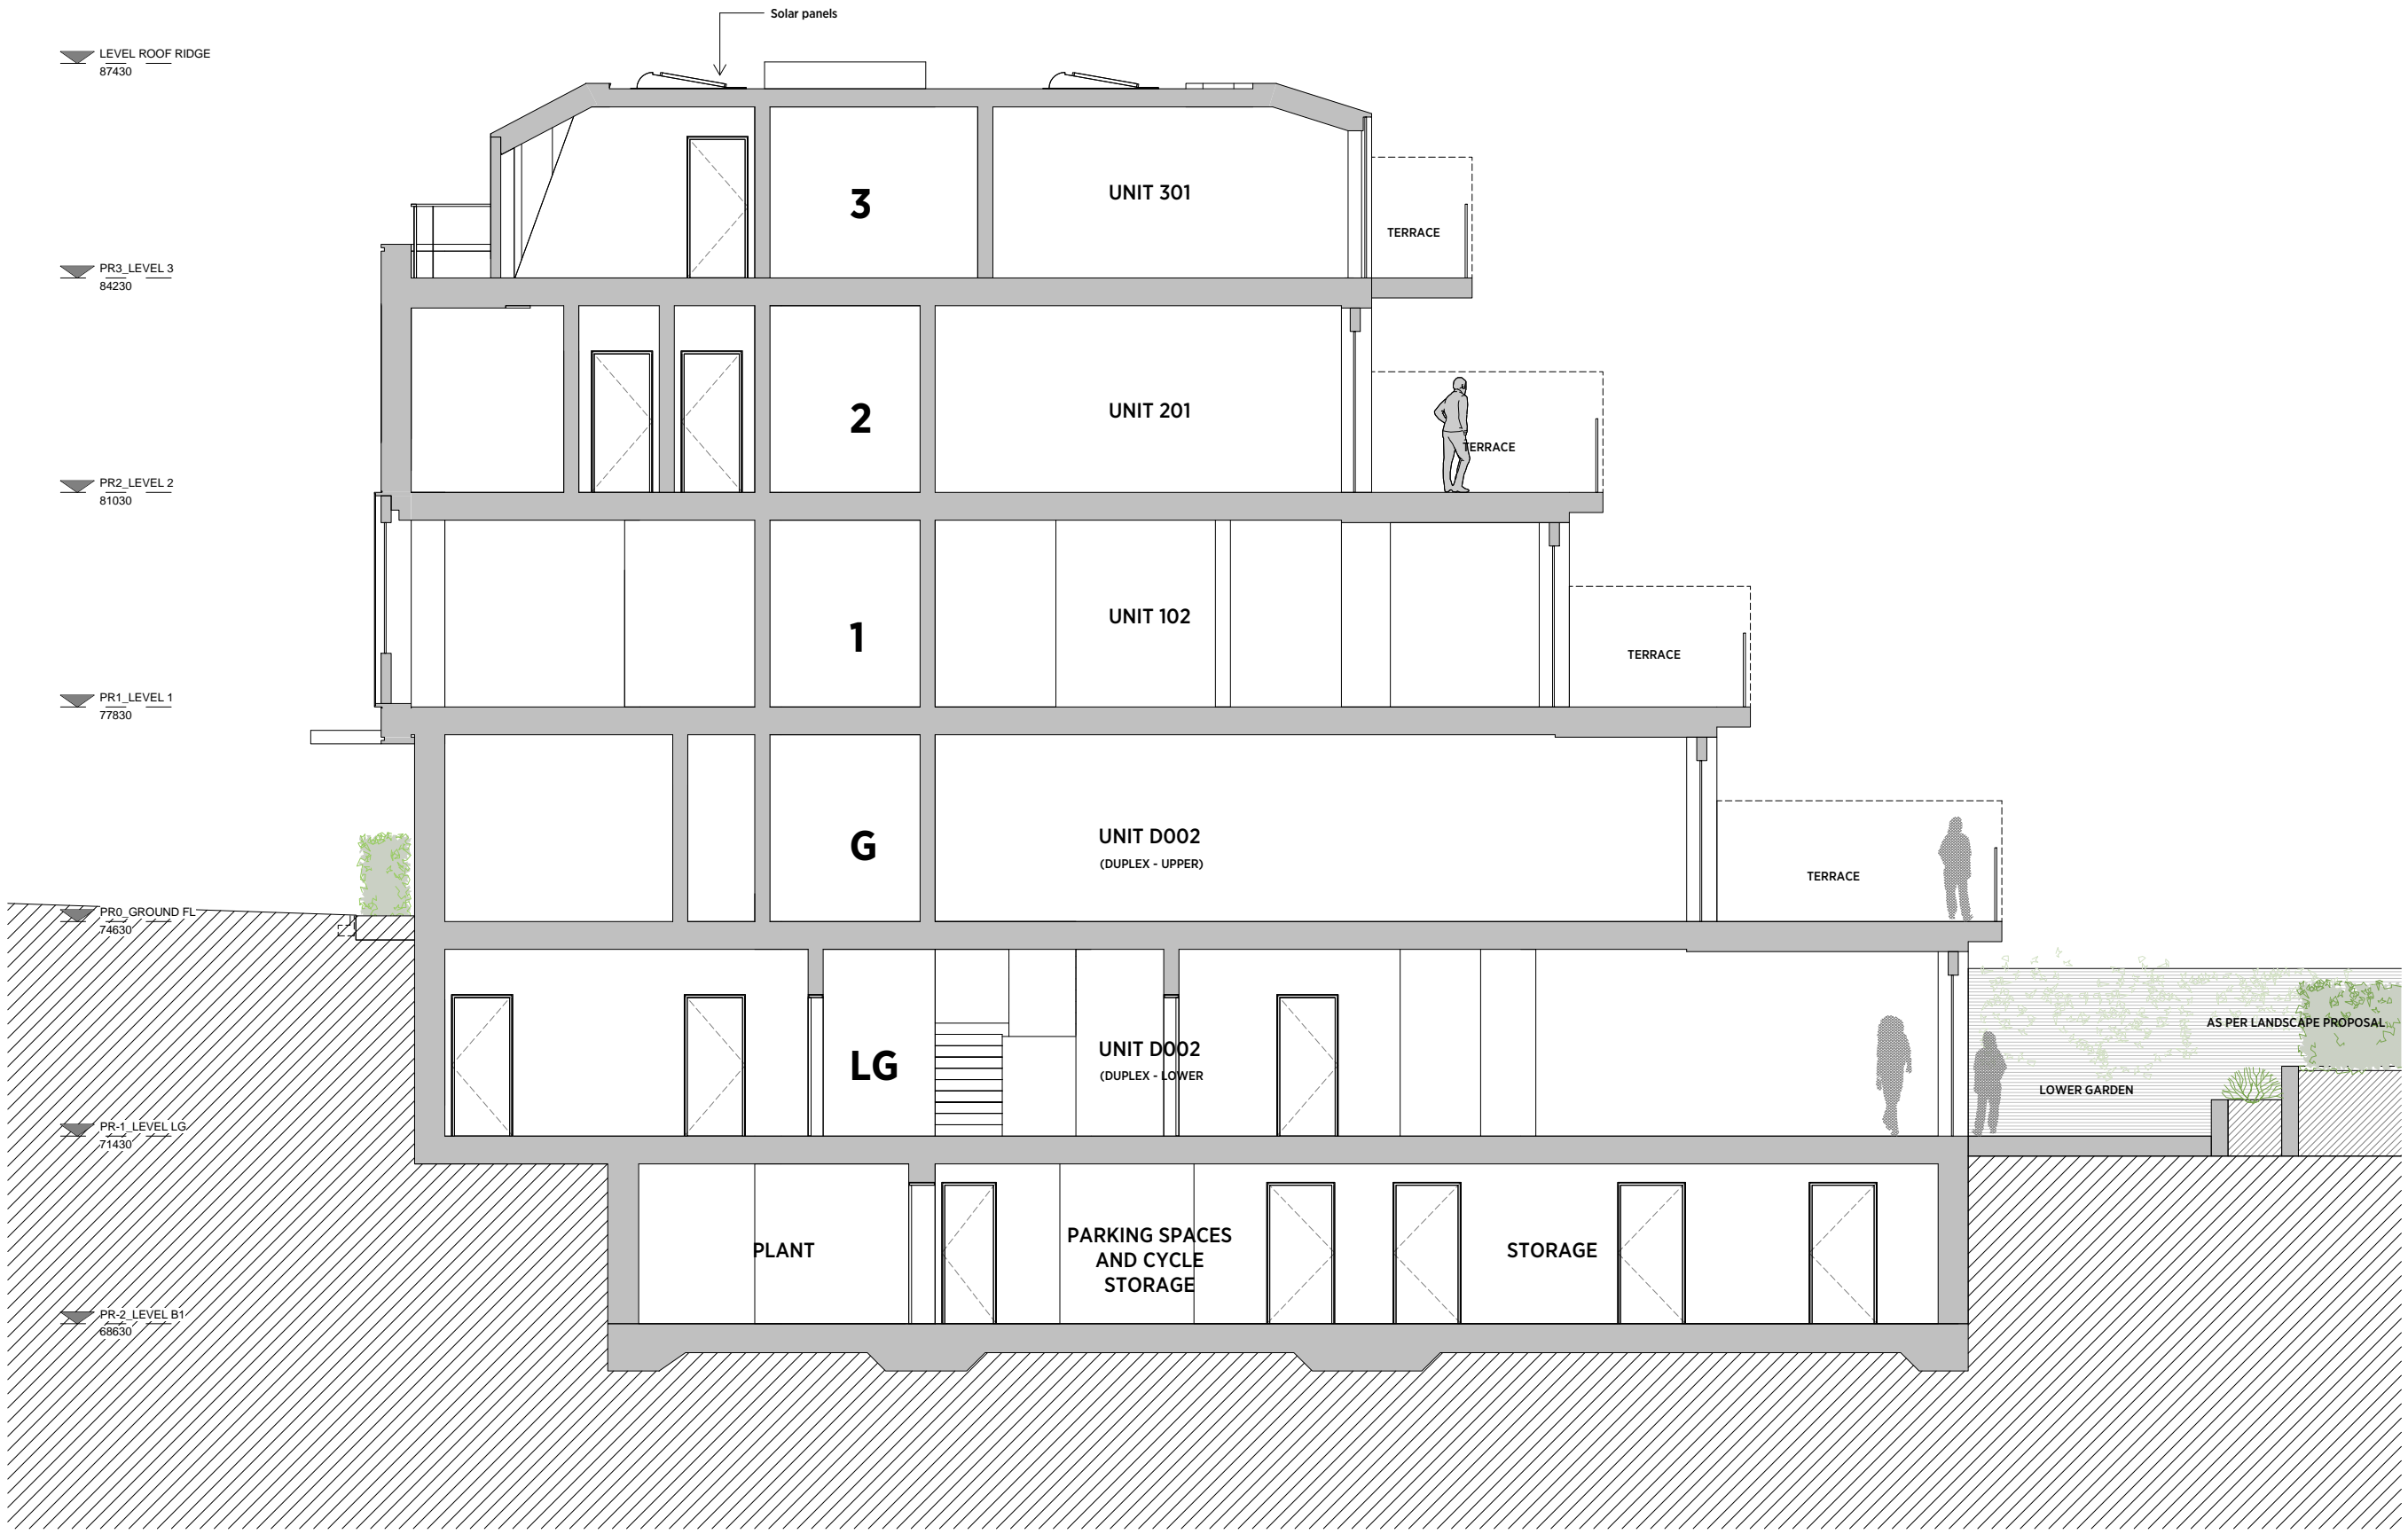 Solar panels
LEVEL ROOF RIDGE
87430
3
UNIT 301
TERRACE
PR3_LEVEL 3
84230
2
UNIT 201
TERRACE
PR2_LEVEL 2
81030
1
UNIT 102
TERRACE
PR1_LEVEL 1
77830
G
UNIT D002
(DUPLEX - UPPER)
TERRACE
PR0_GROUND FL
74630
LG
UNIT D002
(DUPLEX - LOWER
AS PER LANDSCAPE PROPOSAL
LOWER GARDEN
PR-1_LEVEL LG
71430
PLANT
PARKING SPACES
AND CYCLE
STORAGE
STORAGE
PR-2_LEVEL B1
68630